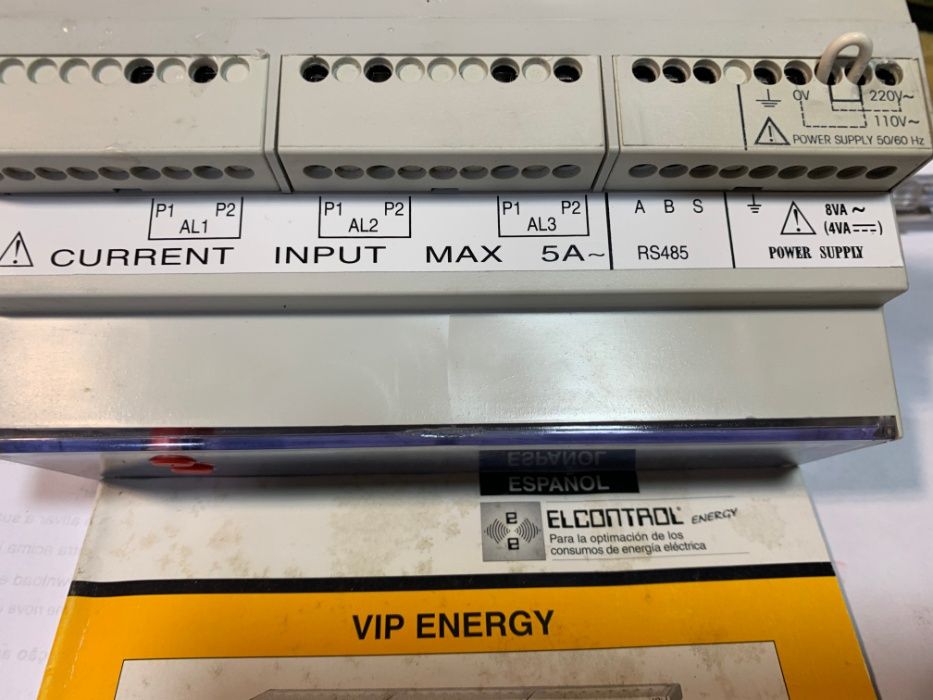 0V 220V~
110V~
POWER SUPPLY 50/60 Hz
P1 P2
AL1
P1 P2
AL2
P1 P2
AL3
A B S
RS485
8VA ~
(4VA⎓)
POWER SUPPLY
CURRENT INPUT MAX 5A~
ESPAÑOL
ESPAÑOL
ELCONTROL ENERGY
Para la optimación de los
consumos de energía eléctrica
VIP ENERGY